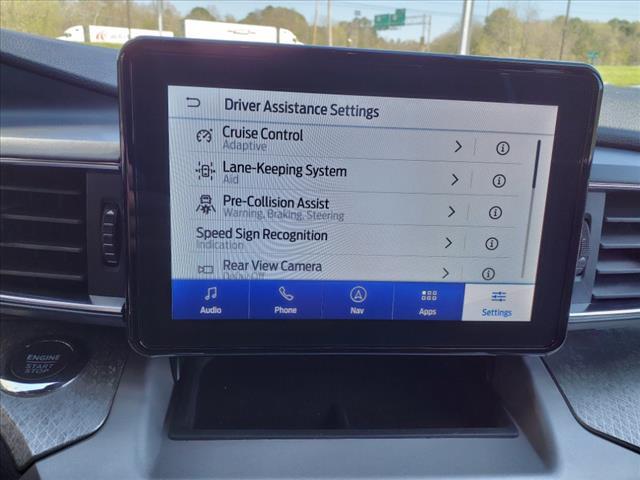 Driver Assistance Settings
Cruise Control
Adaptive
Lane-Keeping System
Aid
Pre-Collision Assist
Warning, Braking, Steering
Speed Sign Recognition
Indication
Rear View Camera
Audio
Phone
Nav
Apps
Settings
ENGINE
START
STOP